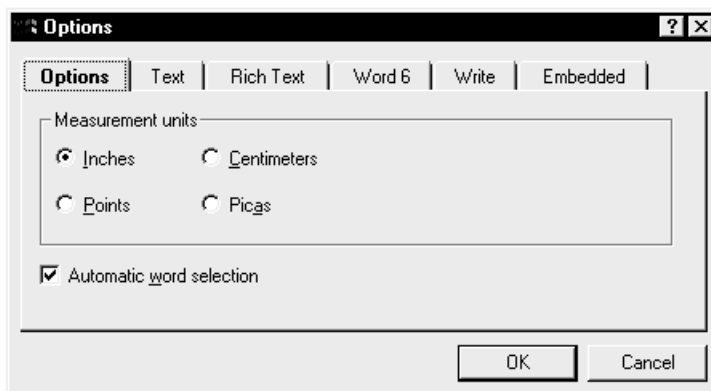 Options
Options Text Rich Text Word 6 Write Embedded
Measurement units
Inches Centimeters
Points Picas
Automatic word selection
OK Cancel